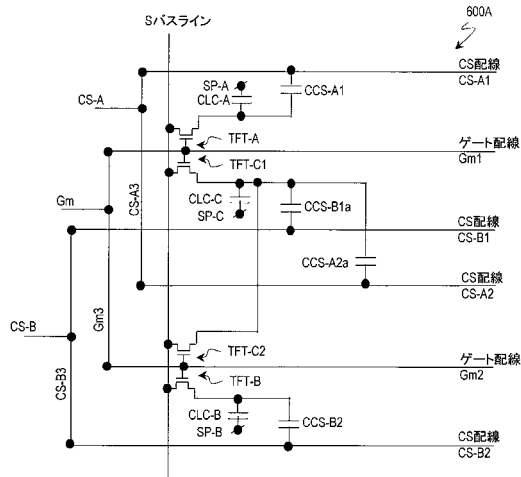 600A
Sバスライン
CS配線
CS-A1
SP-A
CLC-A
CCS-A1
CS-A
TFT-A
ゲート配線
Gm1
TFT-C1
CS-A3
CLC-C
SP-C
CCS-B1a
Gm
CS配線
CS-B1
CCS-A2a
CS配線
CS-A2
Gm3
CS-B
TFT-C2
ゲート配線
Gm2
TFT-B
CS-B3
CLC-B
SP-B
CCS-B2
CS配線
CS-B2